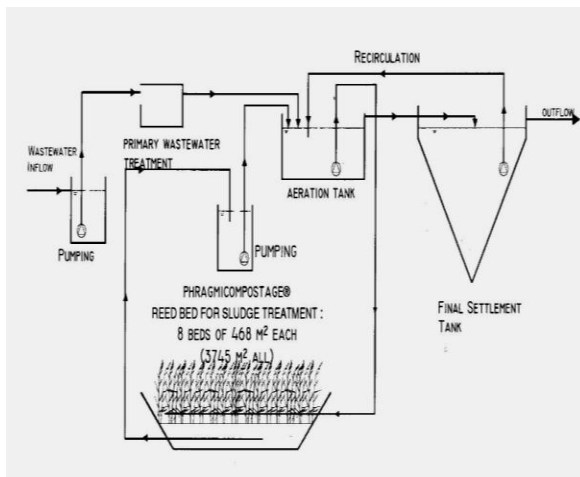 RECIRCULATION
OUTFLOW
WASTEWATER
INFLOW
PRIMARY WASTEWATER
TREATMENT
AERATION TANK
PUMPING
PUMPING
PHRAGMICOMPOSTAGE®
REED BED FOR SLUDGE TREATMENT :
8 BEDS OF 468 M² EACH
(3745 M² ALL)
FINAL SETTLEMENT
TANK